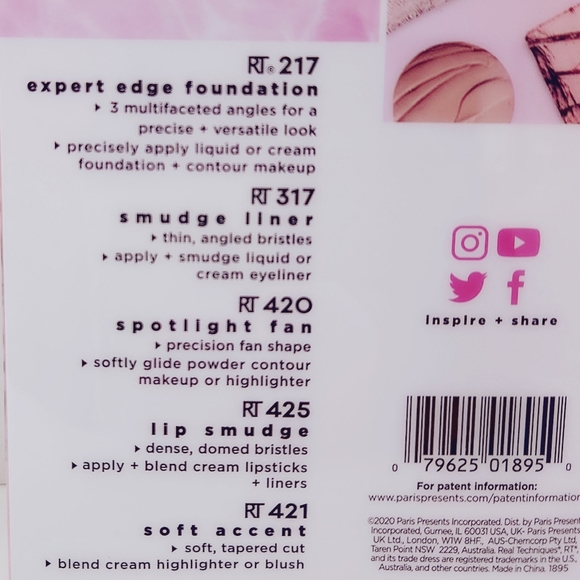 RT® 217
expert edge foundation
‣ 3 multifaceted angles for a
precise + versatile look
‣ precisely apply liquid or cream
foundation + contour makeup
RT 317
smudge liner
‣ thin, angled bristles
‣ apply + smudge liquid or
cream eyeliner
RT 420
spotlight fan
‣ precision fan shape
‣ softly glide powder contour
makeup or highlighter
RT 425
lip smudge
‣ dense, domed bristles
‣ apply + blend cream lipsticks
+ liners
RT 421
soft accent
‣ soft, tapered cut
‣ blend cream highlighter or blush
inspire + share
0 79625 01895 0
For patent information:
www.parispresents.com/patentinformation
©2020 Paris Presents Incorporated. Dist. by Paris Presents
Incorporated, Gurnee, IL 60031 USA, UK- Paris Presents
UK Ltd., London, W1W 8HF, AUS-Chemcorp Pty Ltd,
Taren Point NSW 2229, Australia. Real Techniques®, RT®,
and its trade dress are registered trademarks in the U.S.,
Australia, and other countries. Made in China. 1895